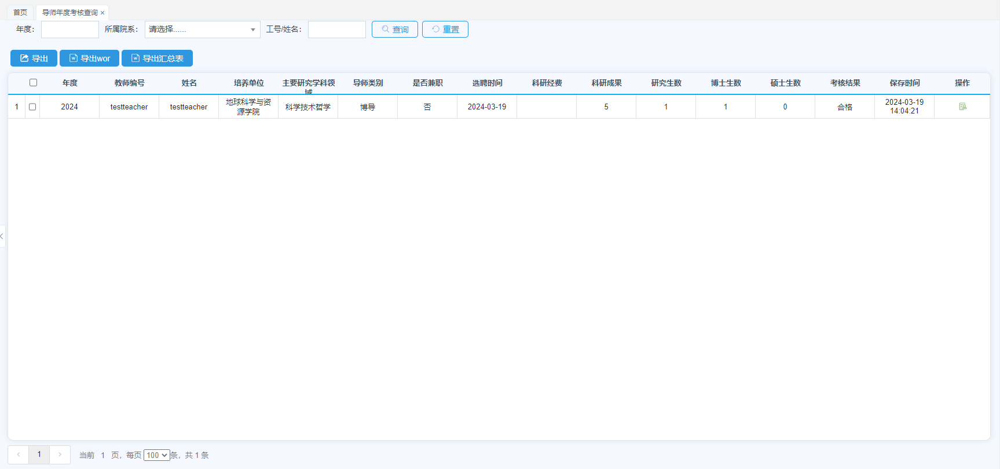 首页 导师年度考核查询 ×
年度： 所属院系： 请选择...... 工号/姓名： 查询 重置
导出 导出wor 导出汇总表
年度 教师编号 姓名 培养单位 主要研究学科领域 导师类别 是否兼职 选聘时间 科研经费 科研成果 研究生数 博士生数 硕士生数 考核结果 保存时间 操作
1 2024 testteacher testteacher 地球科学与资源学院 科学技术哲学 博导 否 2024-03-19 5 1 1 0 合格 2024-03-19 14:04:21
1 当前 1 页，每页 100 条，共 1 条